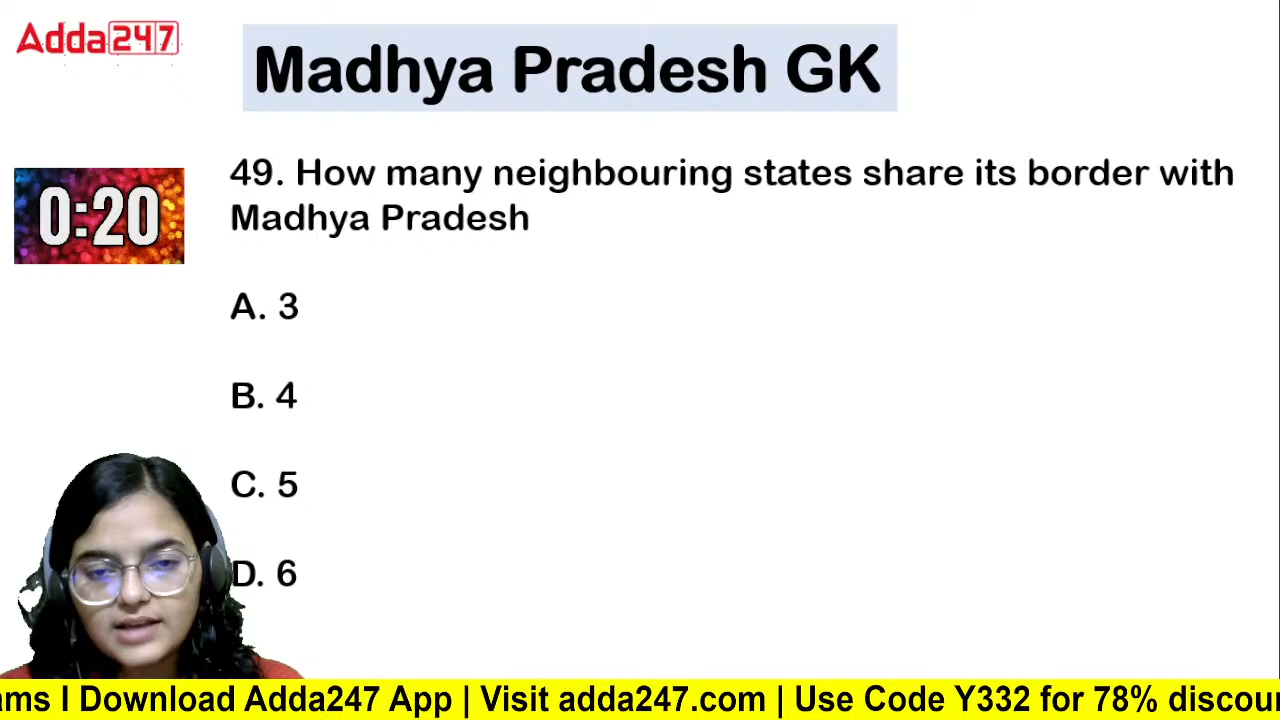 Adda247
Madhya Pradesh GK
0:20
49. How many neighbouring states share its border with
Madhya Pradesh
A. 3
B. 4
C. 5
D. 6
ams I Download Adda247 App | Visit adda247.com | Use Code Y332 for 78% discou